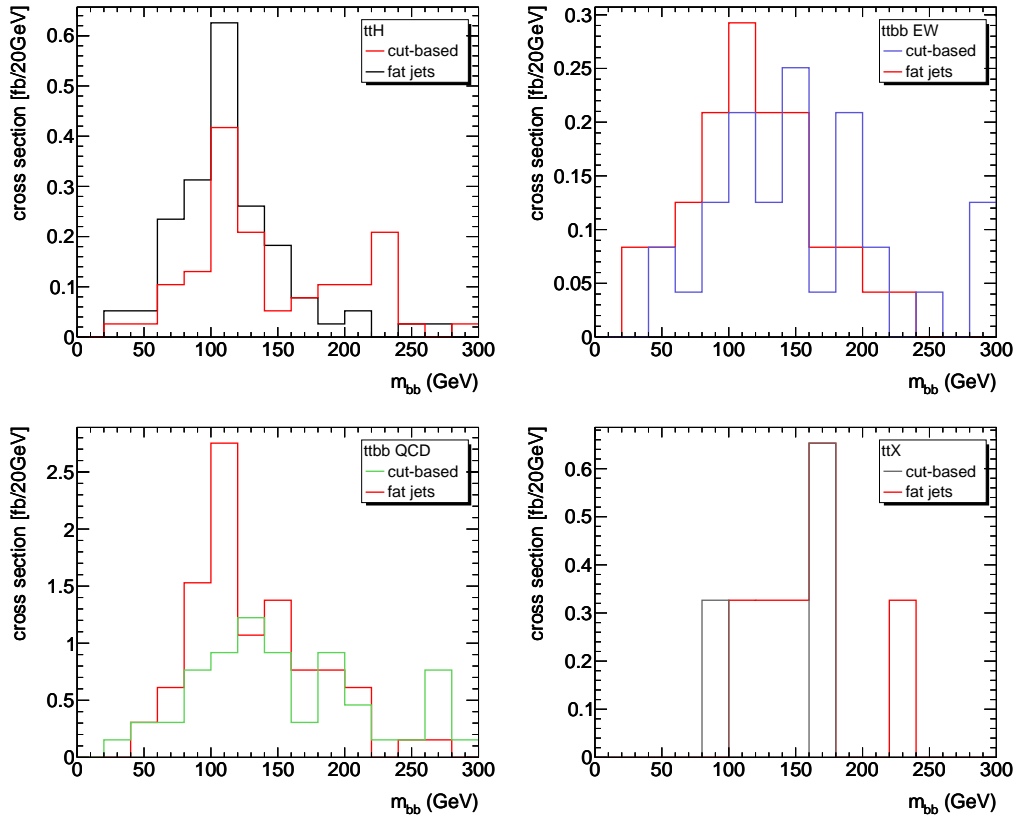 cross section [fb/20GeV]
0.6
0.5
0.4
0.3
0.2
0.1
0
ttH
cut-based
fat jets
0 50 100 150 200 250 300
m_bb (GeV)
cross section [fb/20GeV]
0.3
0.25
0.2
0.15
0.1
0.05
0
ttbb EW
cut-based
fat jets
0 50 100 150 200 250 300
m_bb (GeV)
cross section [fb/20GeV]
2.5
2
1.5
1
0.5
0
ttbb QCD
cut-based
fat jets
0 50 100 150 200 250 300
m_bb (GeV)
cross section [fb/20GeV]
0.6
0.5
0.4
0.3
0.2
0.1
0
ttX
cut-based
fat jets
0 50 100 150 200 250 300
m_bb (GeV)